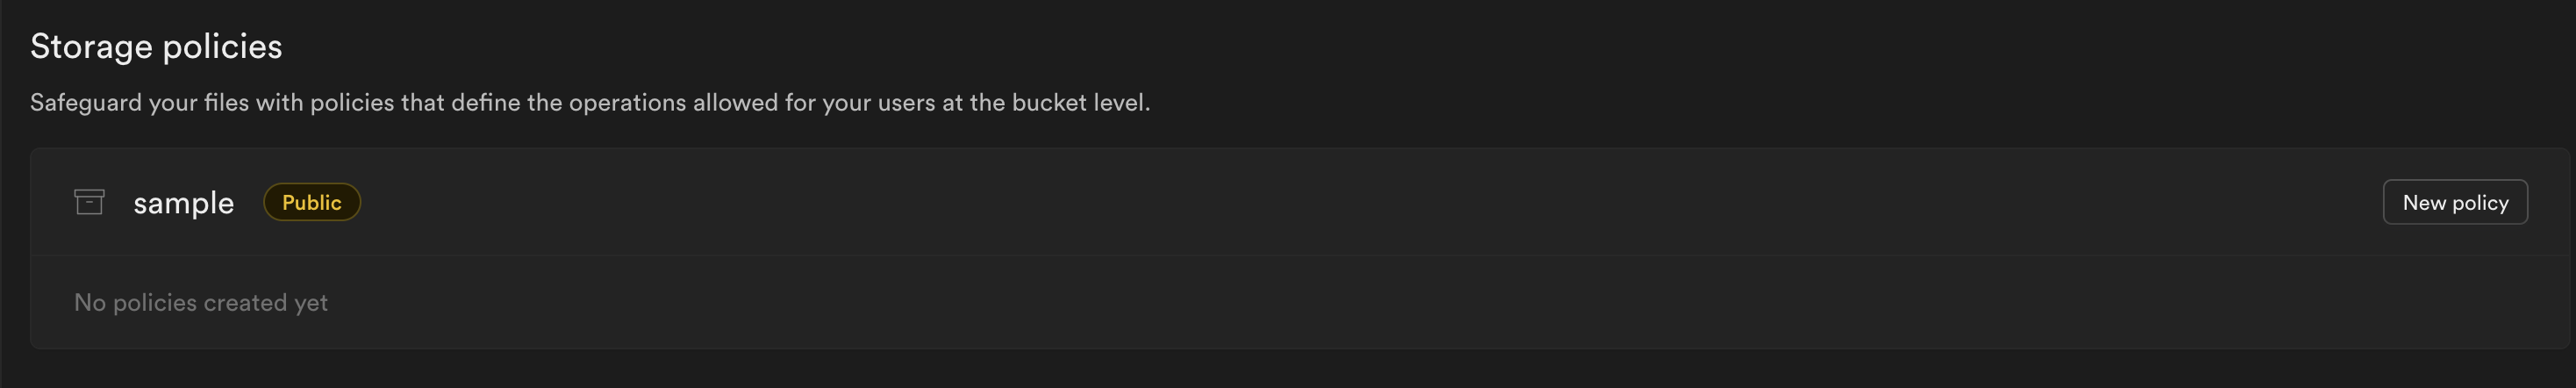 Storage policies
Safeguard your files with policies that define the operations allowed for your users at the bucket level.
sample Public New policy
No policies created yet